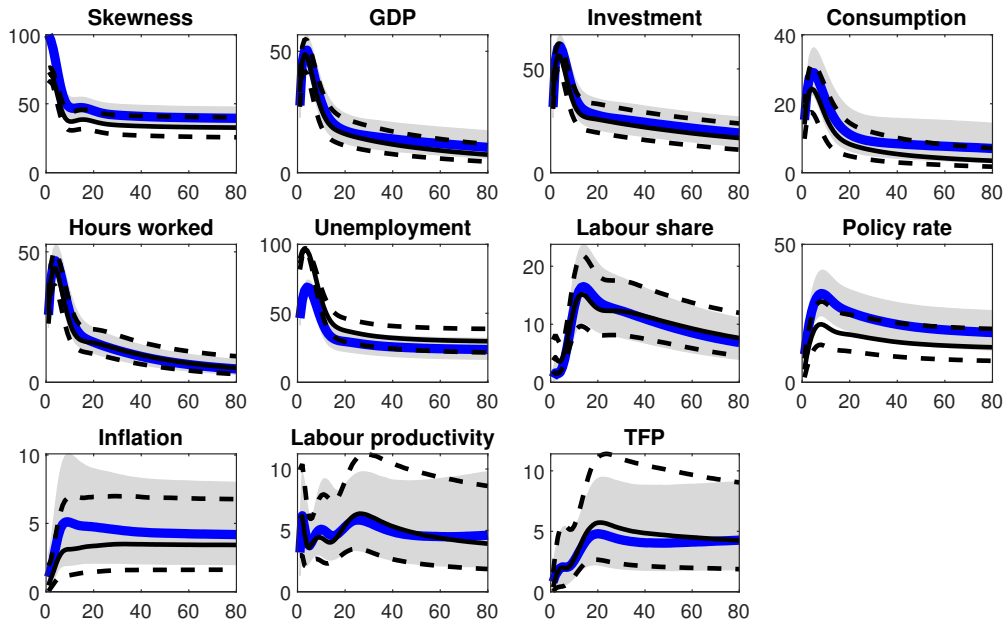 Skewness GDP Investment Consumption
100 50 0
50 0
60 40 20 0
40 20 0
0 20 40 60 80 0 20 40 60 80 0 20 40 60 80 0 20 40 60 80
Hours worked Unemployment Labour share Policy rate
50 0
100 50 0
20 10 0
50 0
0 20 40 60 80 0 20 40 60 80 0 20 40 60 80 0 20 40 60 80
Inflation Labour productivity TFP
10 5 0
10 5 0
10 5 0
0 20 40 60 80 0 20 40 60 80 0 20 40 60 80